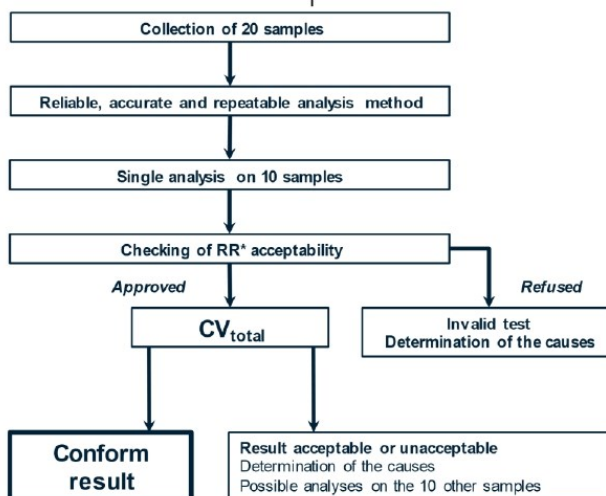 Collection of 20 samples
Reliable, accurate and repeatable analysis method
Single analysis on 10 samples
Checking of RR* acceptability
Approved
Refused
CVtotal
Invalid test
Determination of the causes
Conform
result
Result acceptable or unacceptable
Determination of the causes
Possible analyses on the 10 other samples